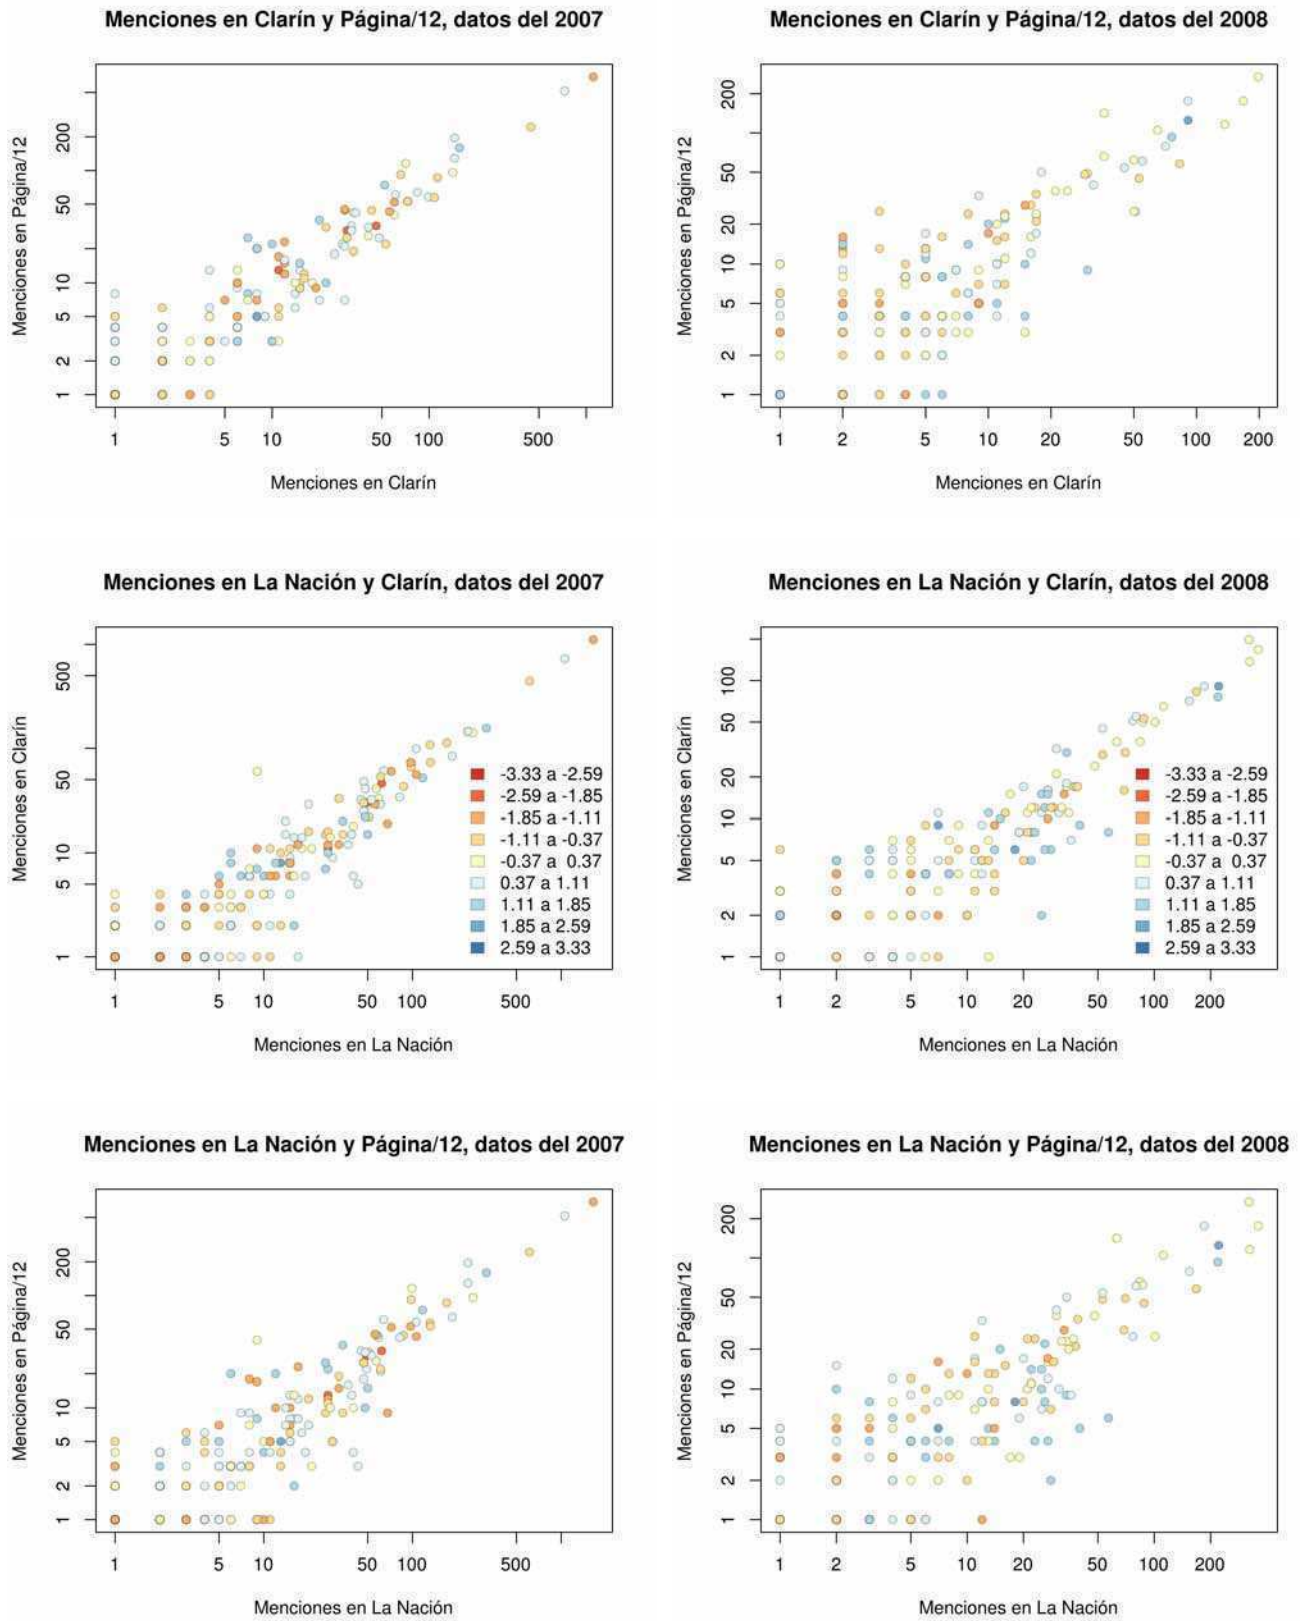 Menciones en Clarín y Página/12, datos del 2007
Menciones en Página/12
200
50
10
5
2
1
1 5 10 50 100 500
Menciones en Clarín
Menciones en Clarín y Página/12, datos del 2008
Menciones en Página/12
200
50
20
10
5
2
1
1 2 5 10 20 50 100 200
Menciones en Clarín
Menciones en La Nación y Clarín, datos del 2007
Menciones en Clarín
500
50
10
5
1
-3.33 a -2.59
-2.59 a -1.85
-1.85 a -1.11
-1.11 a -0.37
-0.37 a 0.37
0.37 a 1.11
1.11 a 1.85
1.85 a 2.59
2.59 a 3.33
1 5 10 50 100 500
Menciones en La Nación
Menciones en La Nación y Clarín, datos del 2008
Menciones en Clarín
100
50
20
10
5
2
1
-3.33 a -2.59
-2.59 a -1.85
-1.85 a -1.11
-1.11 a -0.37
-0.37 a 0.37
0.37 a 1.11
1.11 a 1.85
1.85 a 2.59
2.59 a 3.33
1 2 5 10 20 50 100 200
Menciones en La Nación
Menciones en La Nación y Página/12, datos del 2007
Menciones en Página/12
200
50
10
5
2
1
1 5 10 50 100 500
Menciones en La Nación
Menciones en La Nación y Página/12, datos del 2008
Menciones en Página/12
200
50
20
10
5
2
1
1 2 5 10 20 50 100 200
Menciones en La Nación